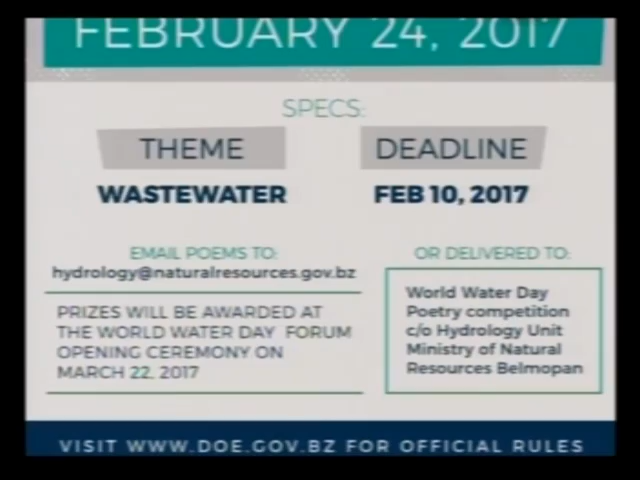 FEBRUARY 24, 2017
SPECS:
THEME
WASTEWATER
DEADLINE
FEB 10, 2017
EMAIL POEMS TO:
hydrology@naturalresources.gov.bz
PRIZES WILL BE AWARDED AT
THE WORLD WATER DAY FORUM
OPENING CEREMONY ON
MARCH 22, 2017
OR DELIVERED TO:
World Water Day
Poetry competition
c/o Hydrology Unit
Ministry of Natural
Resources Belmopan
VISIT WWW.DOE.GOV.BZ FOR OFFICIAL RULES